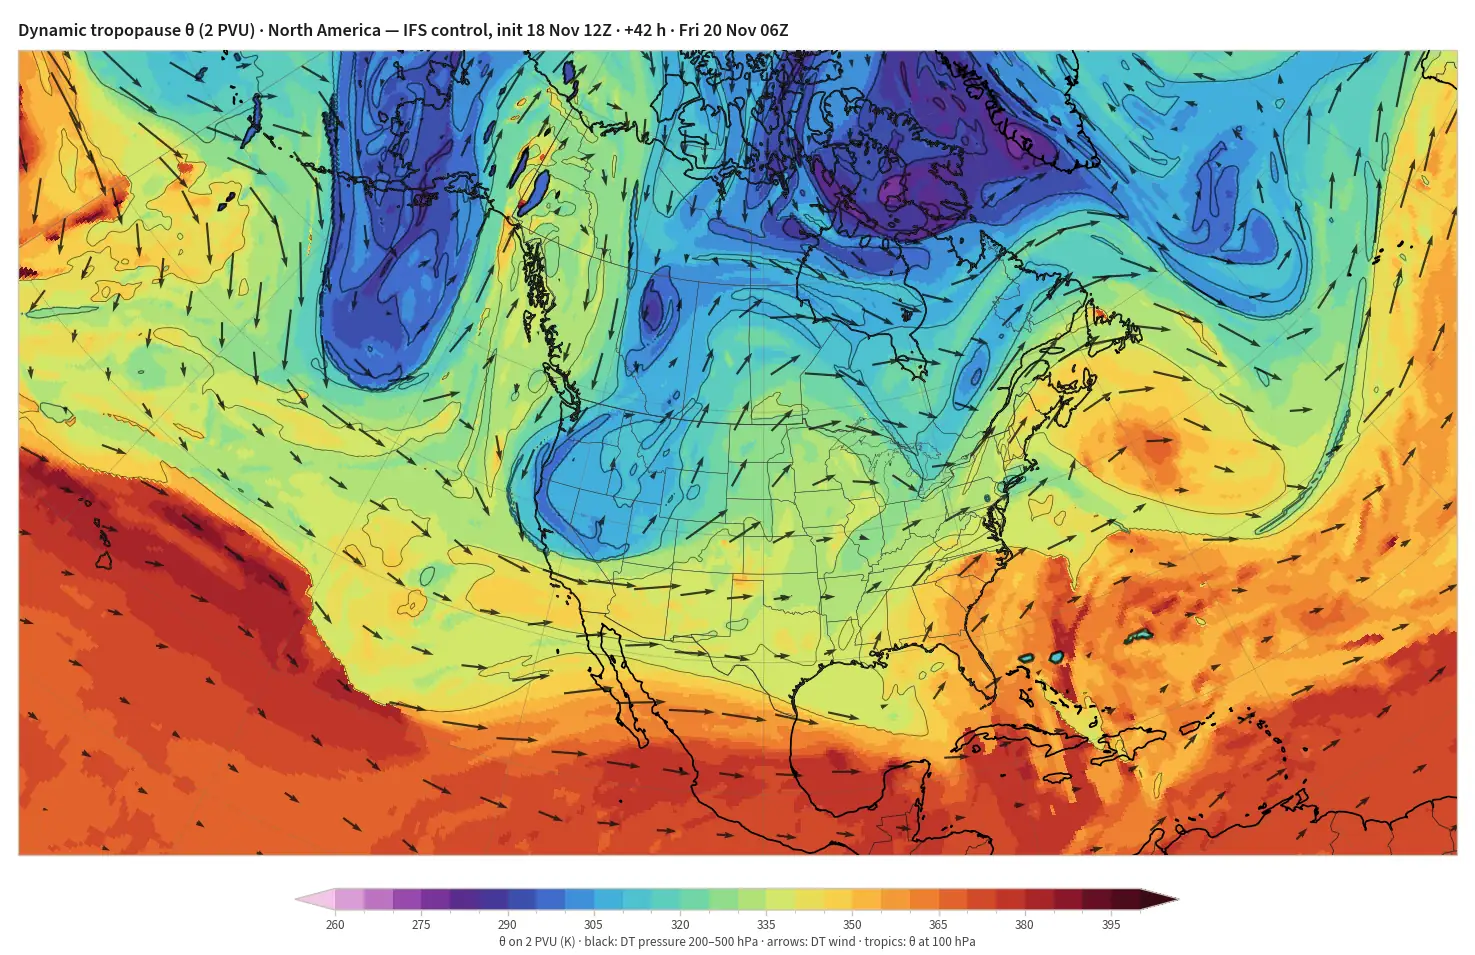 Dynamic tropopause θ (2 PVU) · North America — IFS control, init 18 Nov 12Z · +42 h · Fri 20 Nov 06Z
260 275 290 305 320 335 350 365 380 395
θ on 2 PVU (K) · black: DT pressure 200–500 hPa · arrows: DT wind · tropics: θ at 100 hPa